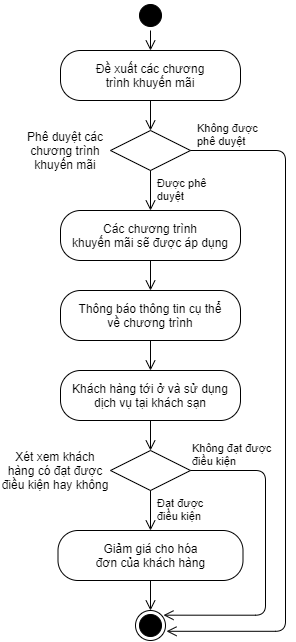 Đề xuất các chương
trình khuyến mãi
Phê duyệt các
chương trình
khuyến mãi
Không được
phê duyệt
Được phê
duyệt
Các chương trình
khuyến mãi sẽ được áp dụng
Thông báo thông tin cụ thể
về chương trình
Khách hàng tới ở và sử dụng
dịch vụ tại khách sạn
Xét xem khách
hàng có đạt được
điều kiện hay không
Không đạt được
điều kiện
Đạt được
điều kiện
Giảm giá cho hóa
đơn của khách hàng